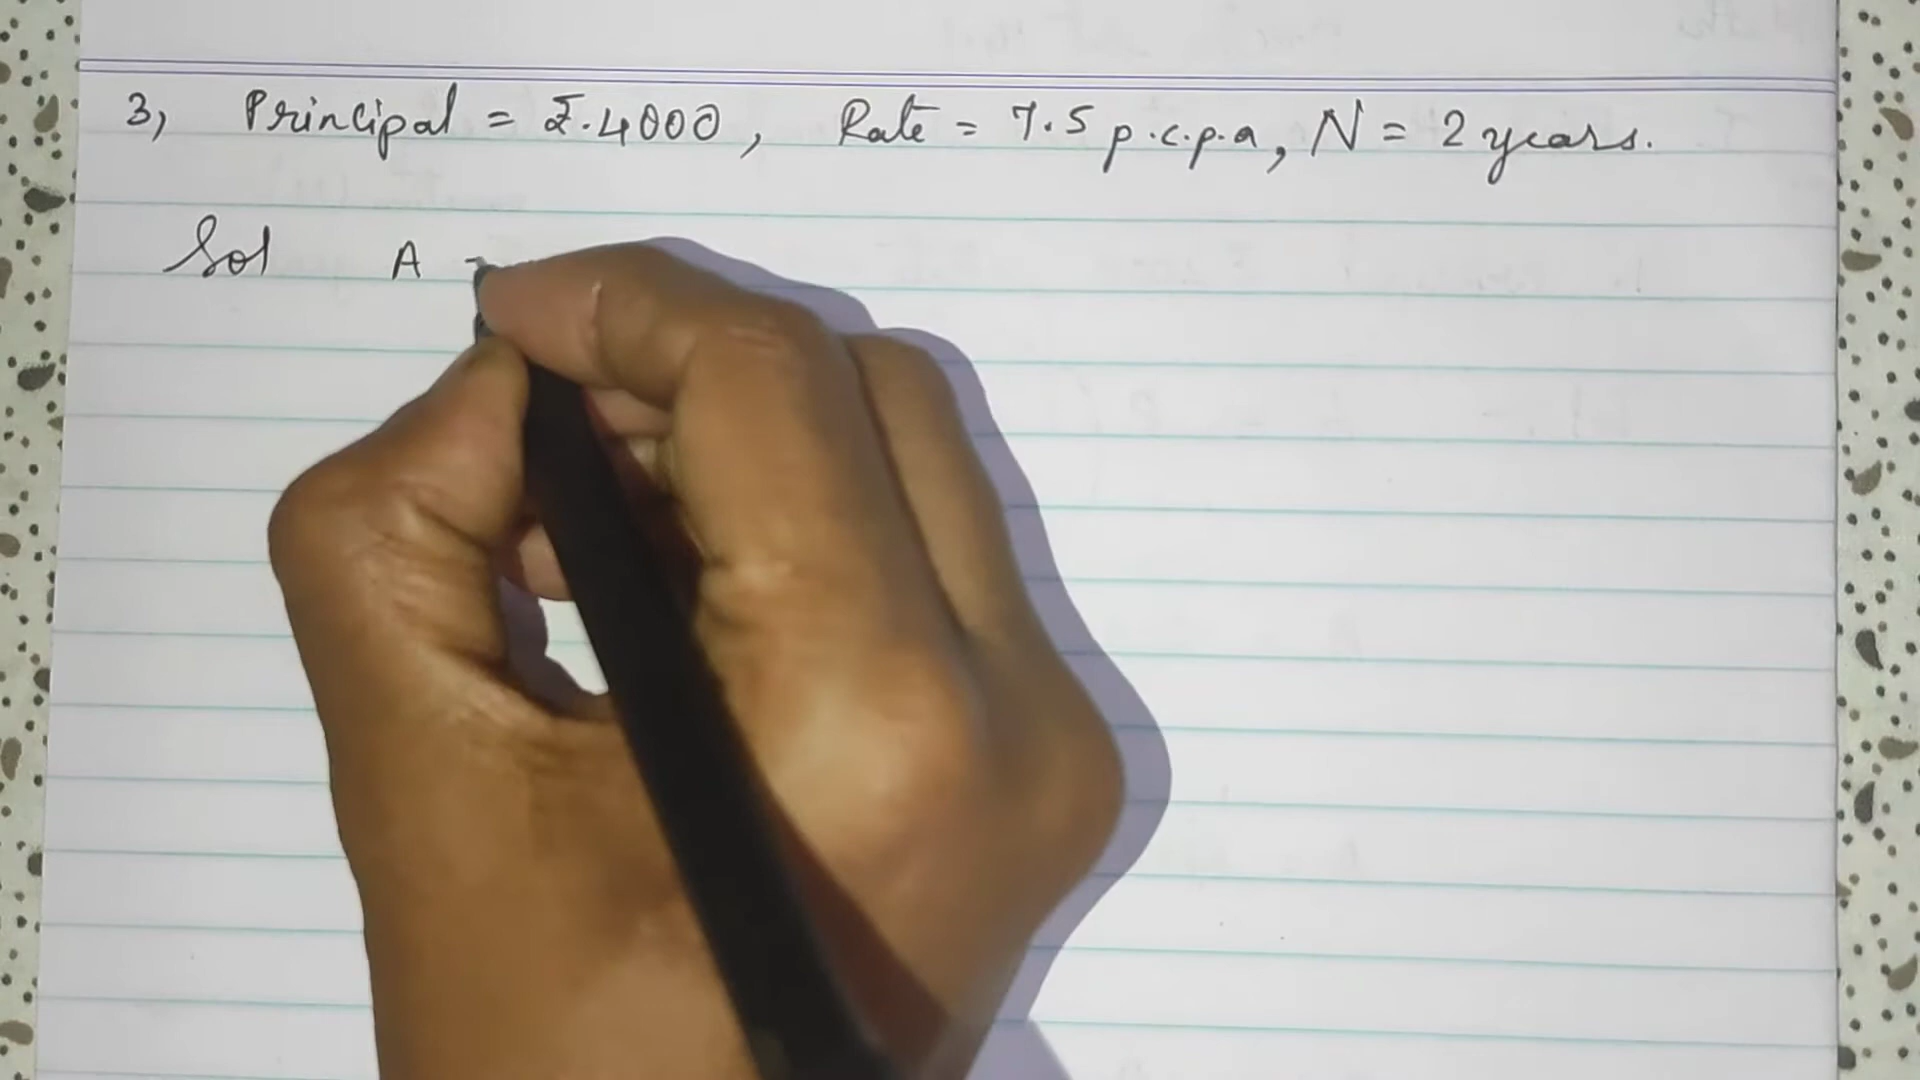 3, Principal = ₹.4000, Rate = 7.5 p.c.p.a, N = 2 years.
Sol A